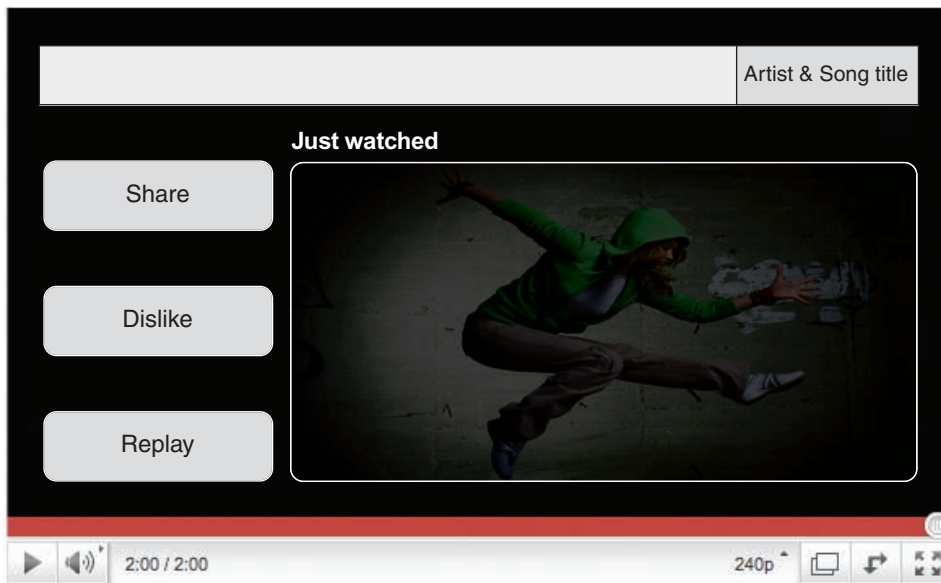 Artist & Song title
Just watched
Share
Dislike
Replay
2:00 / 2:00
240p